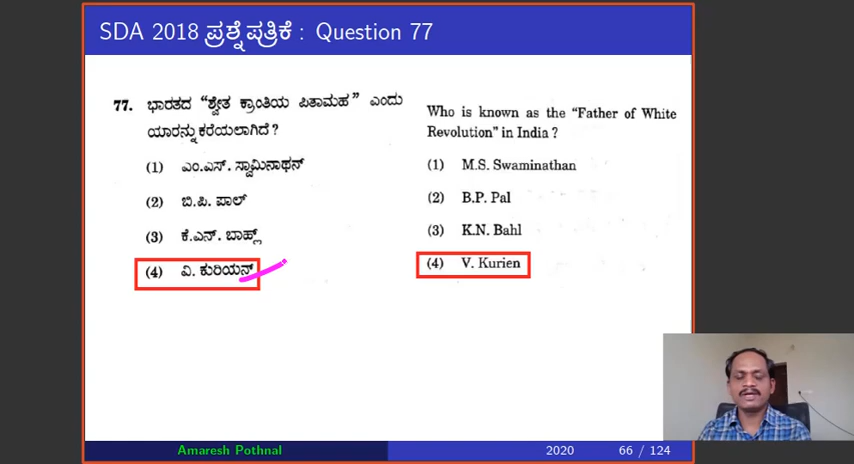 SDA 2018 ಪ್ರಶ್ನೆಪತ್ರಿಕೆ : Question 77
77. ಭಾರತದ “ಶ್ವೇತ ಕ್ರಾಂತಿಯ ಪಿತಾಮಹ” ಎಂದು
ಯಾರನ್ನು ಕರೆಯಲಾಗಿದೆ ?
(1) ಎಂ.ಎಸ್. ಸ್ವಾಮಿನಾಥನ್
(2) ಬಿ.ಪಿ. ಪಾಲ್
(3) ಕೆ.ಎನ್. ಬಾಹ್ಲ್
(4) ವಿ. ಕುರಿಯನ್
Who is known as the “Father of White
Revolution” in India ?
(1) M.S. Swaminathan
(2) B.P. Pal
(3) K.N. Bahl
(4) V. Kurien
Amaresh Pothnal 2020 66 / 124